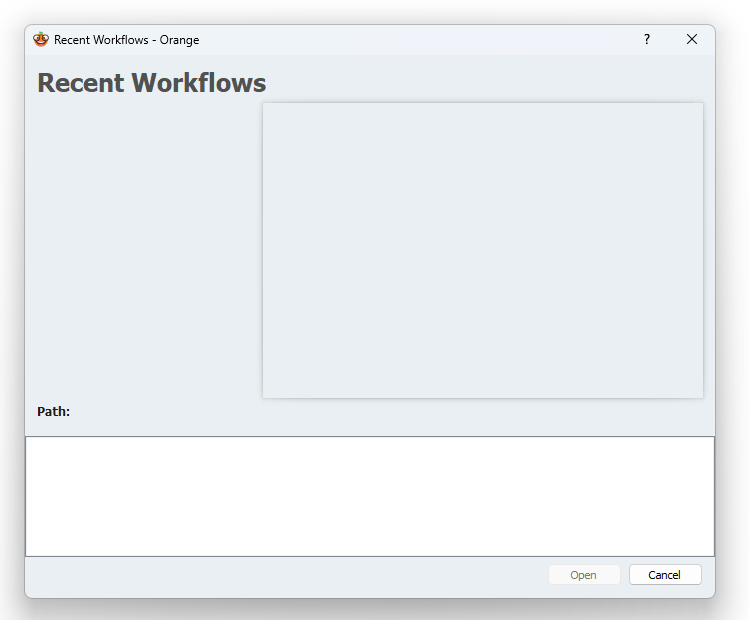 Recent Workflows - Orange
?
Recent Workflows
Path:
Open
Cancel